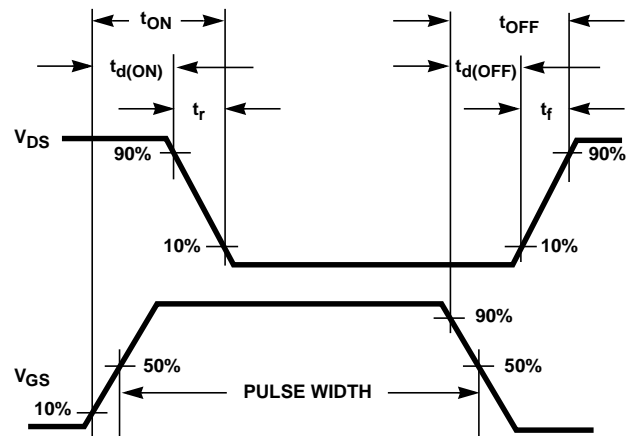 tON tOFF
td(ON) td(OFF)
tr tf
VDS
90% 90%
10% 10%
90%
VGS 50% PULSE WIDTH 50%
10%